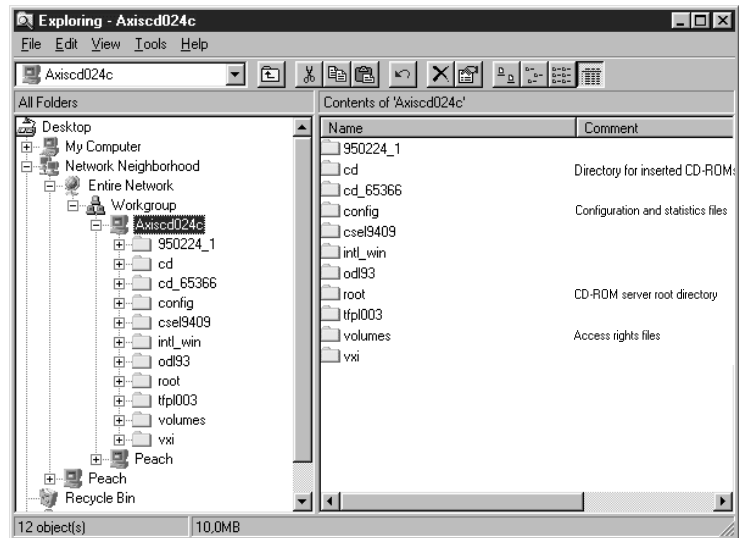 Exploring - Axiscd024c
File Edit View Tools Help
Axiscd024c
All Folders
Contents of 'Axiscd024c'
Desktop
My Computer
Network Neighborhood
Entire Network
Workgroup
Axiscd024c
950224_1
cd
cd_65366
config
csel9409
intl_win
odl93
root
tfpl003
volumes
vxi
Peach
Peach
Recycle Bin
Name Comment
950224_1
cd Directory for inserted CD-ROMs
cd_65366
config Configuration and statistics files
csel9409
intl_win
odl93
root CD-ROM server root directory
tfpl003
volumes Access rights files
vxi
12 object(s) 10,0MB